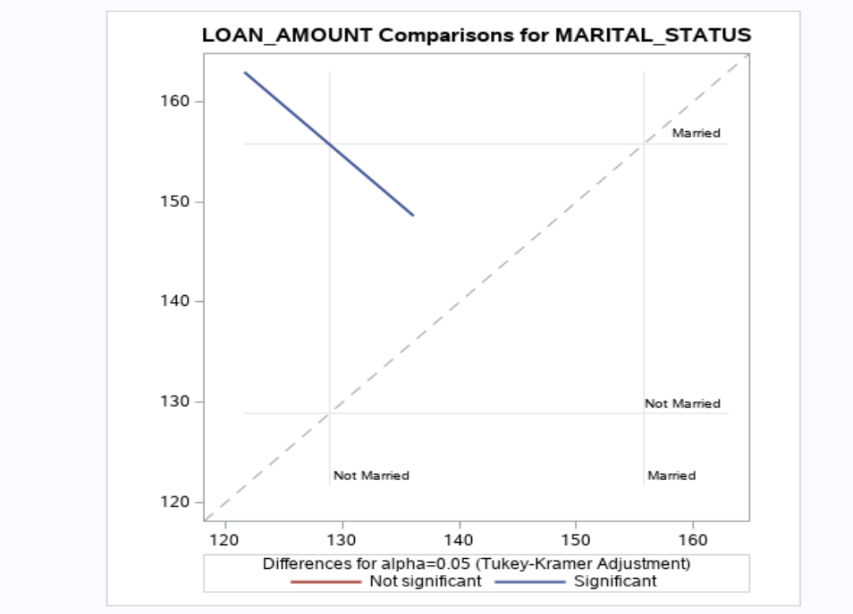 LOAN_AMOUNT Comparisons for MARITAL_STATUS
160
Married
150
140
130
Not Married
Not Married
Married
120
120 130 140 150 160
Differences for alpha=0.05 (Tukey-Kramer Adjustment)
Not significant Significant